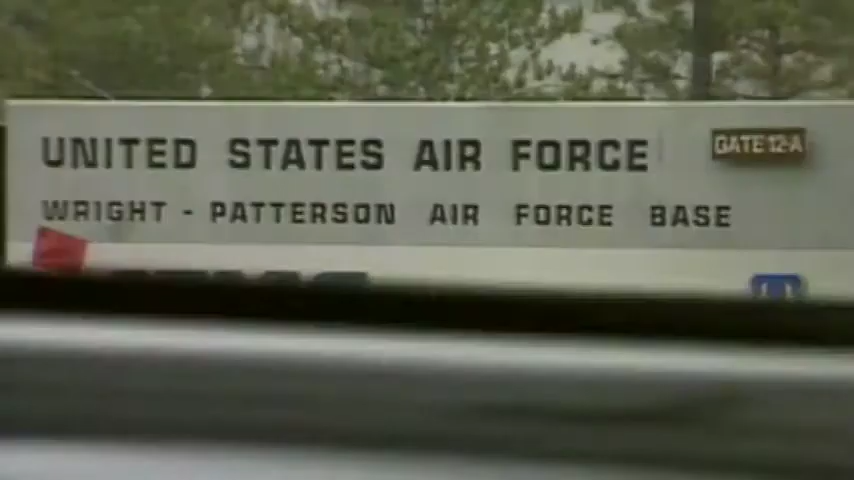 UNITED STATES AIR FORCE
GATE 12-A
WRIGHT - PATTERSON AIR FORCE BASE